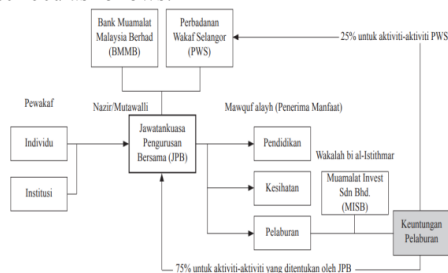 Bank Muamalat
Malaysia Berhad
(BMMB)
Perbadanan
Wakaf Selangor
(PWS)
25% untuk aktiviti-aktiviti PWS
Pewakaf
Nazir/Mutawalli
Mawquf alayh (Penerima Manfaat)
Individu
Institusi
Jawatankuasa
Pengurusan
Bersama (JPB)
Pendidikan
Kesihatan
Pelaburan
Wakalah bi al-Istithmar
Muamalat Invest
Sdn Bhd.
(MISB)
Keuntungan
Pelaburan
75% untuk aktiviti-aktiviti yang ditentukan oleh JPB